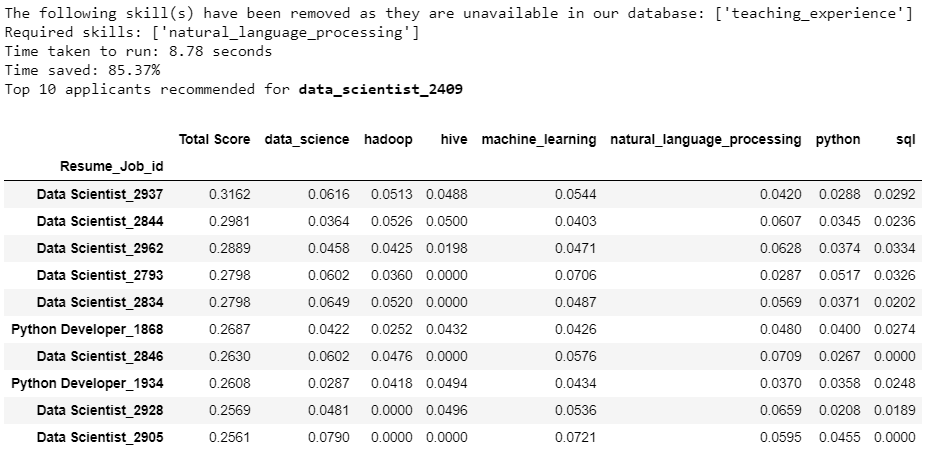 The following skill(s) have been removed as they are unavailable in our database: ['teaching_experience']
Required skills: ['natural_language_processing']
Time taken to run: 8.78 seconds
Time saved: 85.37%
Top 10 applicants recommended for data_scientist_2409
Total Score data_science hadoop hive machine_learning natural_language_processing python sql
Resume_Job_id
Data Scientist_2937 0.3162 0.0616 0.0513 0.0488 0.0544 0.0420 0.0288 0.0292
Data Scientist_2844 0.2981 0.0364 0.0526 0.0500 0.0403 0.0607 0.0345 0.0236
Data Scientist_2962 0.2889 0.0458 0.0425 0.0198 0.0471 0.0628 0.0374 0.0334
Data Scientist_2793 0.2798 0.0602 0.0360 0.0000 0.0706 0.0287 0.0517 0.0326
Data Scientist_2834 0.2798 0.0649 0.0520 0.0000 0.0487 0.0569 0.0371 0.0202
Python Developer_1868 0.2687 0.0422 0.0252 0.0432 0.0426 0.0480 0.0400 0.0274
Data Scientist_2846 0.2630 0.0602 0.0476 0.0000 0.0576 0.0709 0.0267 0.0000
Python Developer_1934 0.2608 0.0287 0.0418 0.0494 0.0434 0.0370 0.0358 0.0248
Data Scientist_2928 0.2569 0.0481 0.0000 0.0496 0.0536 0.0659 0.0208 0.0189
Data Scientist_2905 0.2561 0.0790 0.0000 0.0000 0.0721 0.0595 0.0455 0.0000